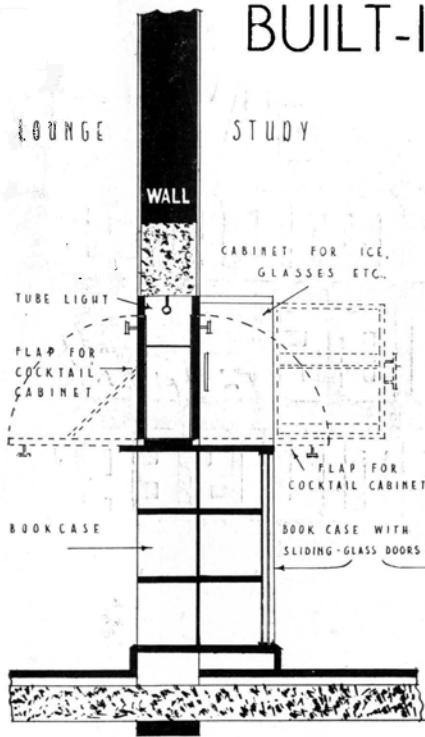 BUILT-I
LOUNGE
STUDY
WALL
CABINET FOR ICE,
GLASSES ETC.
TUBE LIGHT
FLAP FOR
COCKTAIL
CABINET
FLAP FOR
COCKTAIL CABINET
BOOKCASE
BOOK CASE WITH
SLIDING-GLASS DOORS